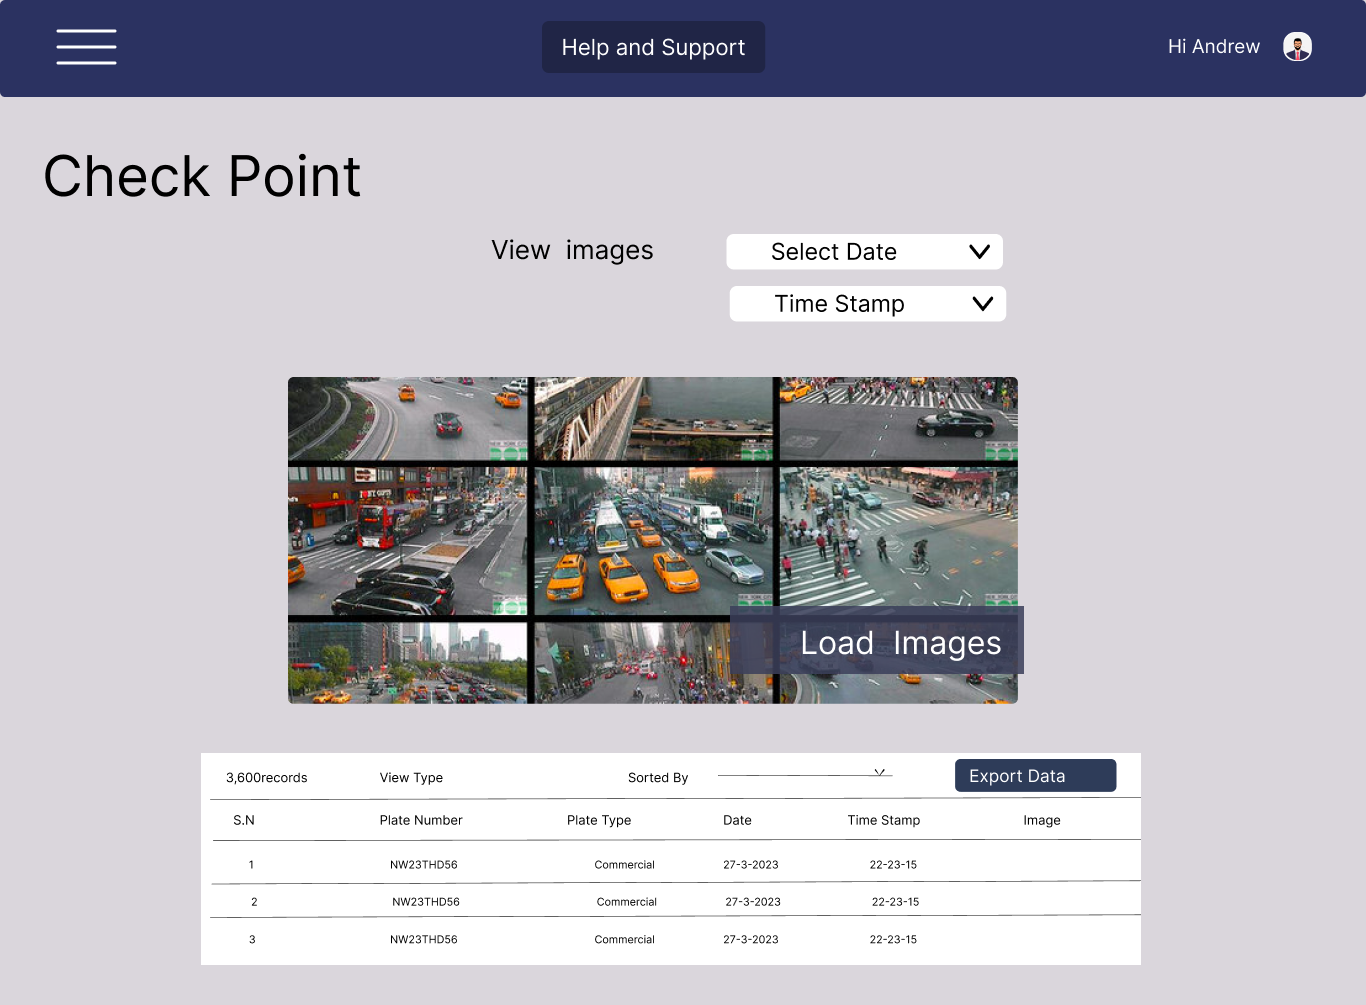 Help and Support
Hi Andrew
Check Point
View images
Select Date
Time Stamp
Load Images
3,600records View Type Sorted By Export Data
S.N Plate Number Plate Type Date Time Stamp Image
1 NW23THD56 Commercial 27-3-2023 22-23-15
2 NW23THD56 Commercial 27-3-2023 22-23-15
3 NW23THD56 Commercial 27-3-2023 22-23-15